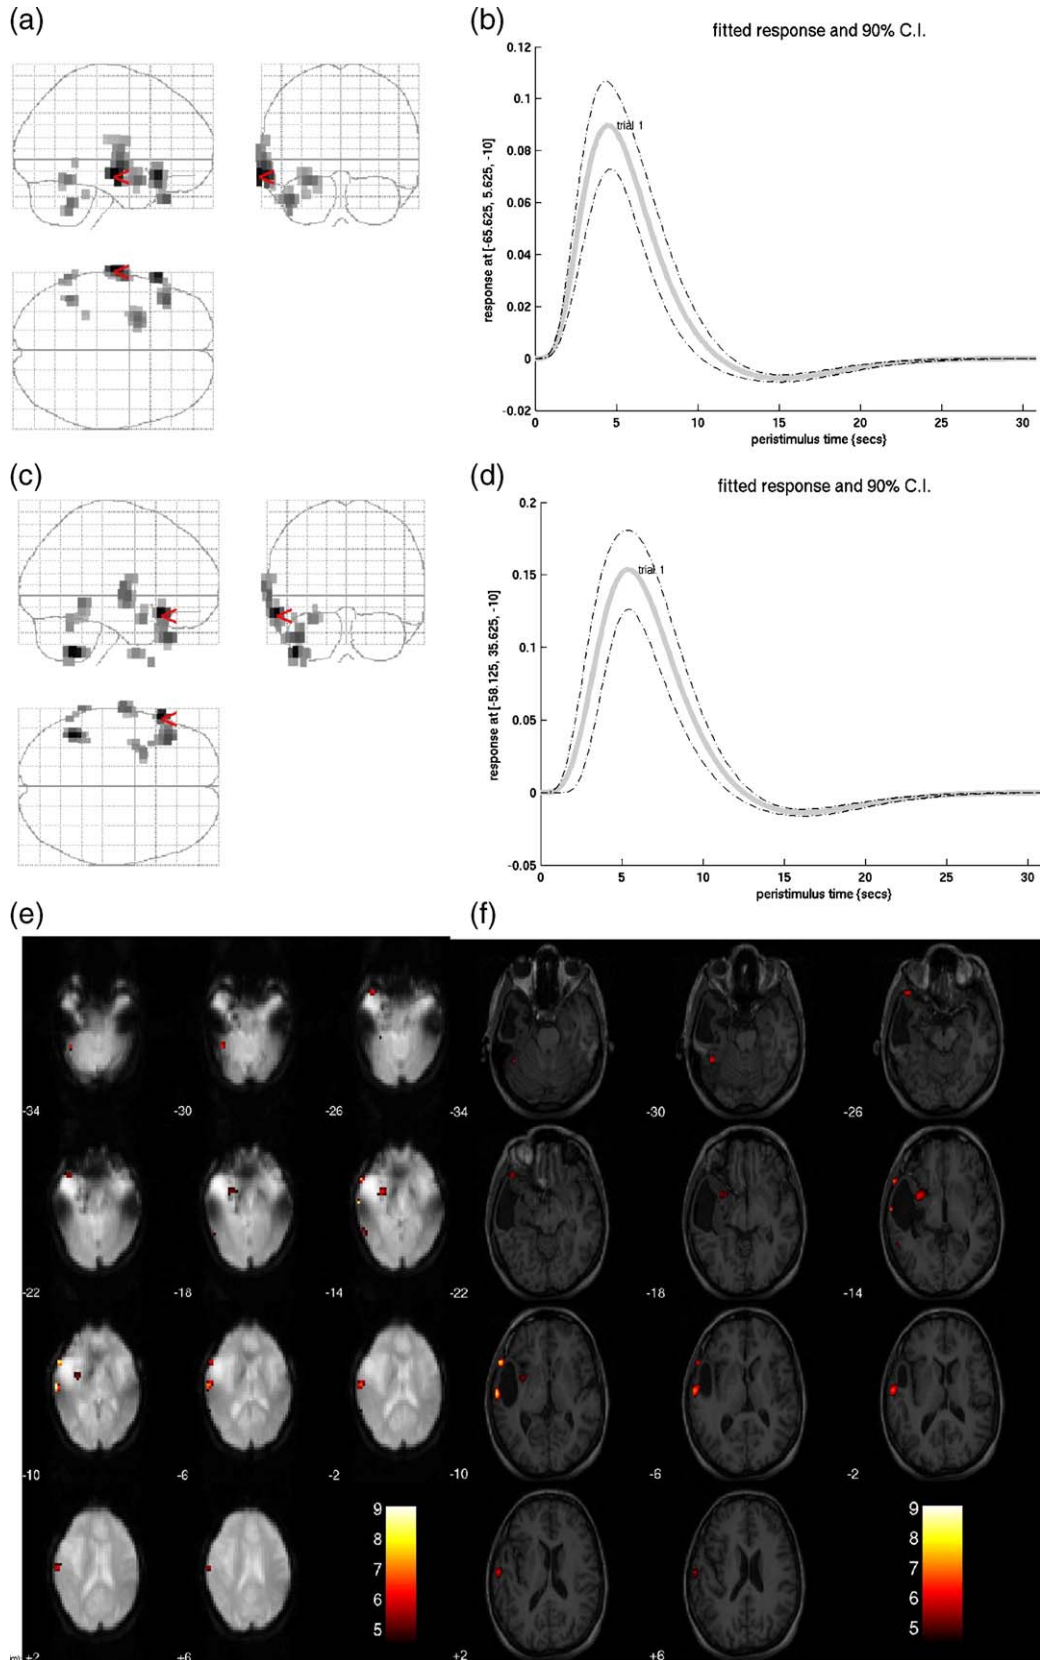 (a)
(b)
fitted response and 90% C.I.
0.12
0.1
0.08
0.06
0.04
0.02
0
-0.02
response at [-65.625, 5.625, -10]
trial 1
0 5 10 15 20 25 30
peristimulus time {secs}
(c)
(d)
fitted response and 90% C.I.
0.2
0.15
0.1
0.05
0
-0.05
response at [-58.125, 35.625, -10]
trial 1
0 5 10 15 20 25 30
peristimulus time {secs}
(e)
(f)
-34 -30 -26 -34 -30 -26
-22 -18 -14 -22 -18 -14
-10 -6 -2 -10 -6 -2
9
8
7
6
5
9
8
7
6
5
+2 +6 +2 +6